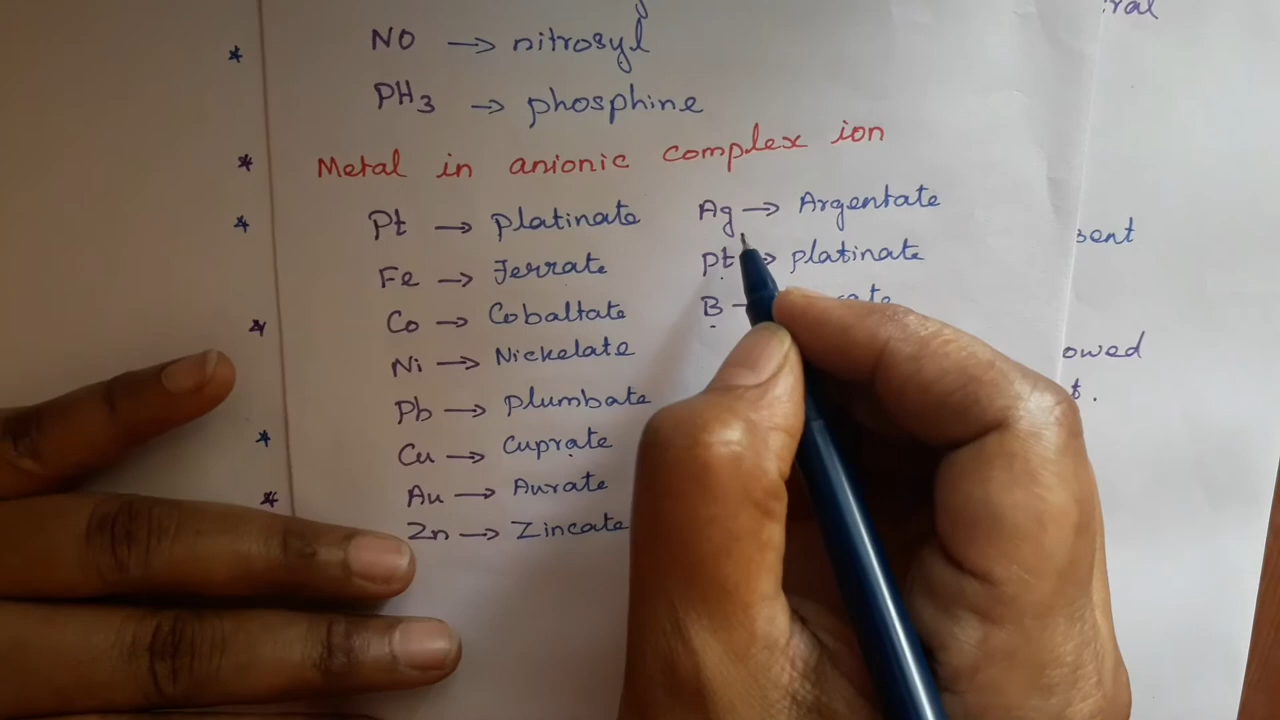 NO → nitrosyl
PH3 → phosphine
* Metal in anionic complex ion
Pt → platinate
Fe → Ferrate
Co → Cobaltate
Ni → Nickelate
Pb → plumbate
Cu → Cuprate
Au → Aurate
Zn → Zincate
Ag → Argentate
Pt → platinate
B
owed